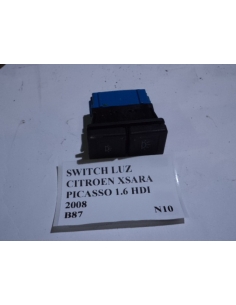 SWITCH LUZ
CITROEN XSARA
PICASSO 1.6 HDI
2008
B87 N10